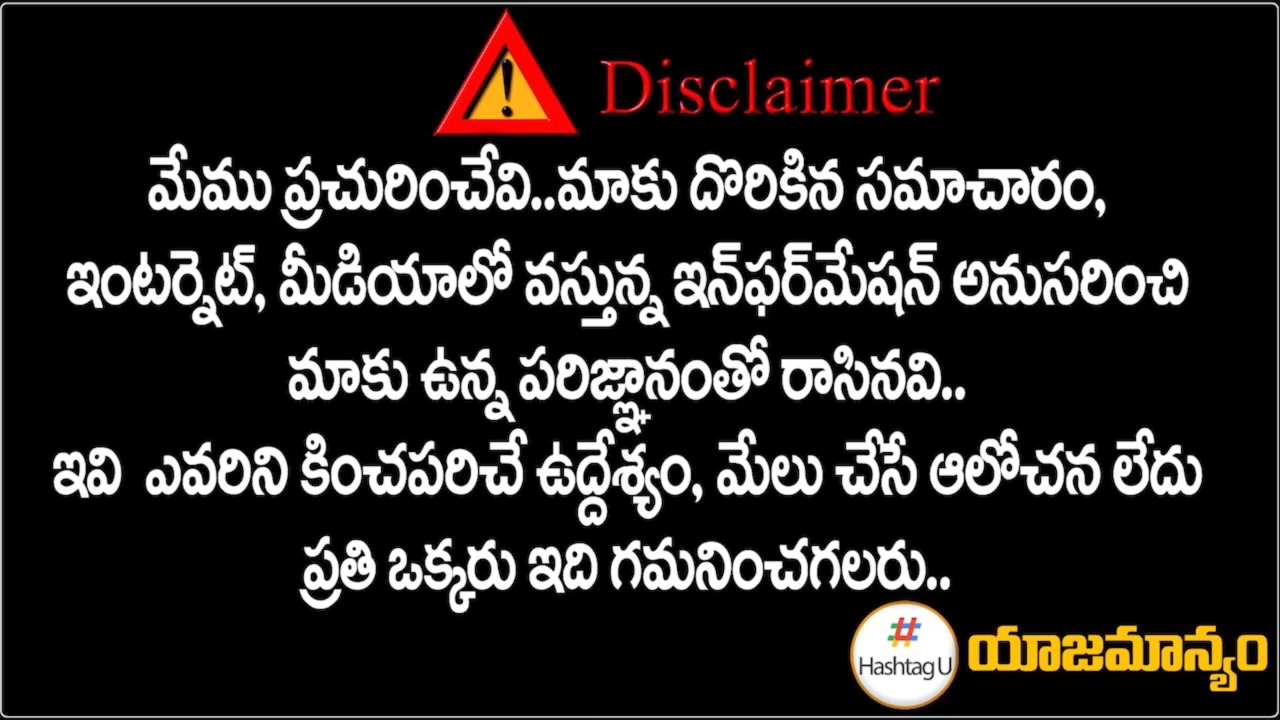 Disclaimer
మేము ప్రచురించేవి..మాకు దొరికిన సమాచారం,
ఇంటర్నెట్, మీడియాలో వస్తున్న ఇన్‌ఫర్‌మేషన్ అనుసరించి
మాకు ఉన్న పరిజ్ఞానంతో రాసినవి..
ఇవి ఎవరిని కించపరిచే ఉద్దేశ్యం, మేలు చేసే ఆలోచన లేదు
ప్రతి ఒక్కరు ఇది గమనించగలరు..
#
Hashtag U
యాజమాన్యం